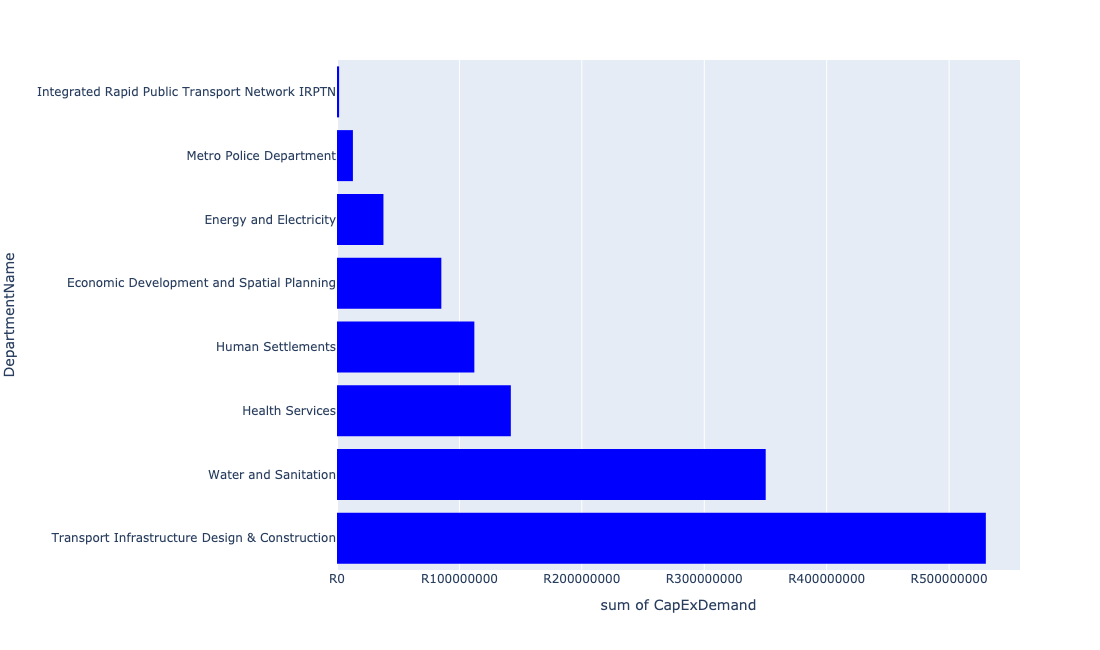 Integrated Rapid Public Transport Network IRPTN
Metro Police Department
Energy and Electricity
Economic Development and Spatial Planning
Human Settlements
Health Services
Water and Sanitation
Transport Infrastructure Design & Construction
DepartmentName
R0 R100000000 R200000000 R300000000 R400000000 R500000000
sum of CapExDemand